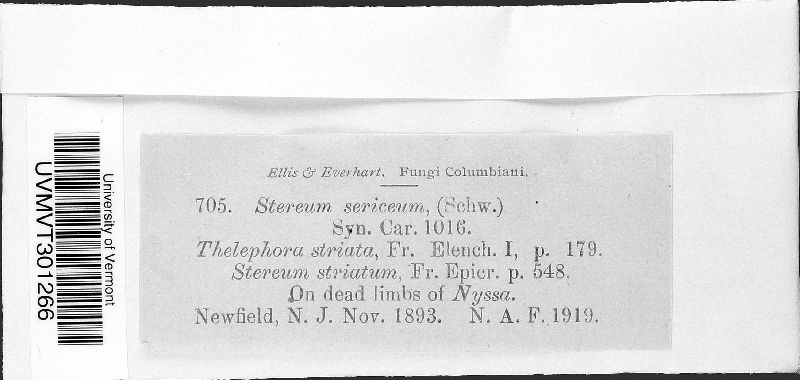 Ellis & Everhart, Fungi Columbiani.
705. Stereum sericeum, (Schw.)
Syn. Car. 1016.
Thelephora striata, Fr. Elench. I, p. 179.
Stereum striatum, Fr. Epicr. p. 548.
On dead limbs of Nyssa.
Newfield, N. J. Nov. 1893. N. A. F. 1919.
University of Vermont
UVMVT301266